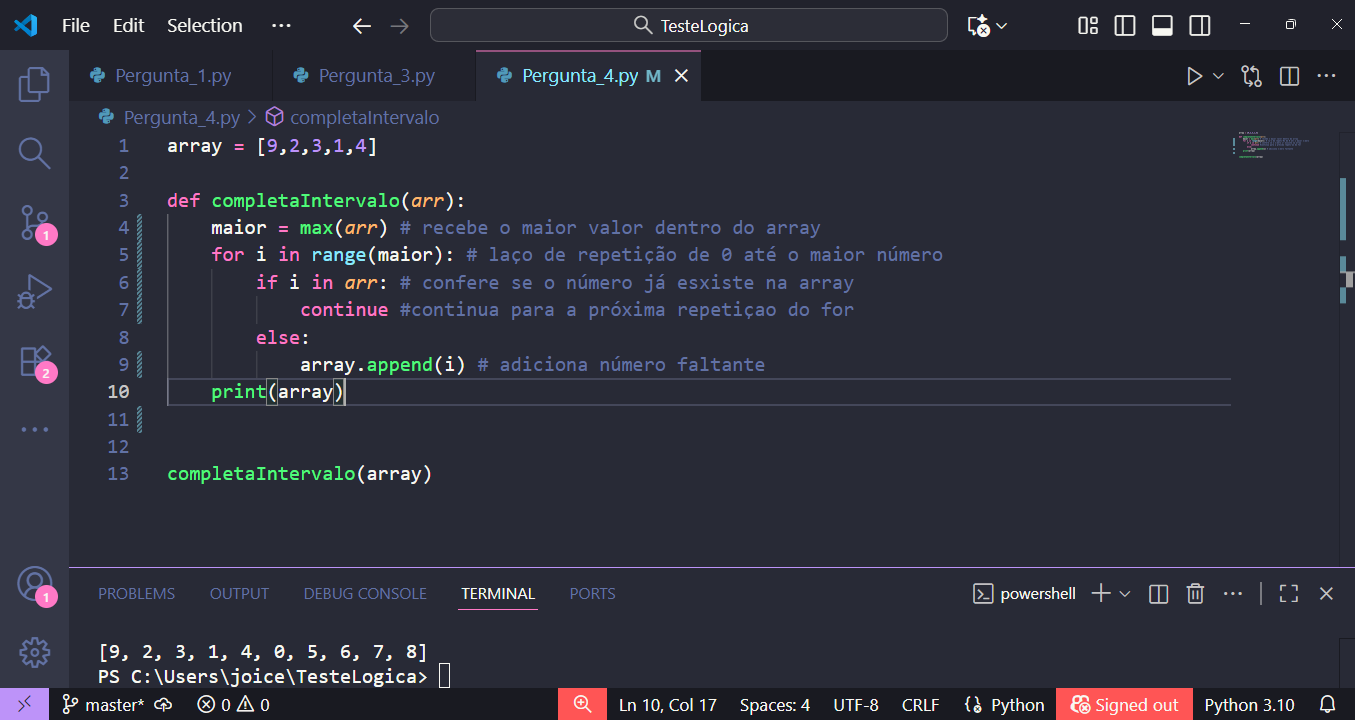 File Edit Selection ··· TesteLogica
Pergunta_1.py Pergunta_3.py Pergunta_4.py M
Pergunta_4.py > completaIntervalo
1 array = [9,2,3,1,4]
2
3 def completaIntervalo(arr):
4 maior = max(arr) # recebe o maior valor dentro do array
5 for i in range(maior): # laço de repetição de 0 até o maior número
6 if i in arr: # confere se o número já esxiste na array
7 continue #continua para a próxima repetiçao do for
8 else:
9 array.append(i) # adiciona número faltante
10 print(array)
11
12
13 completaIntervalo(array)
1
2
1
PROBLEMS OUTPUT DEBUG CONSOLE TERMINAL PORTS powershell
[9, 2, 3, 1, 4, 0, 5, 6, 7, 8]
PS C:\Users\joice\TesteLogica>
master* 0 0 Ln 10, Col 17 Spaces: 4 UTF-8 CRLF Python Signed out Python 3.10